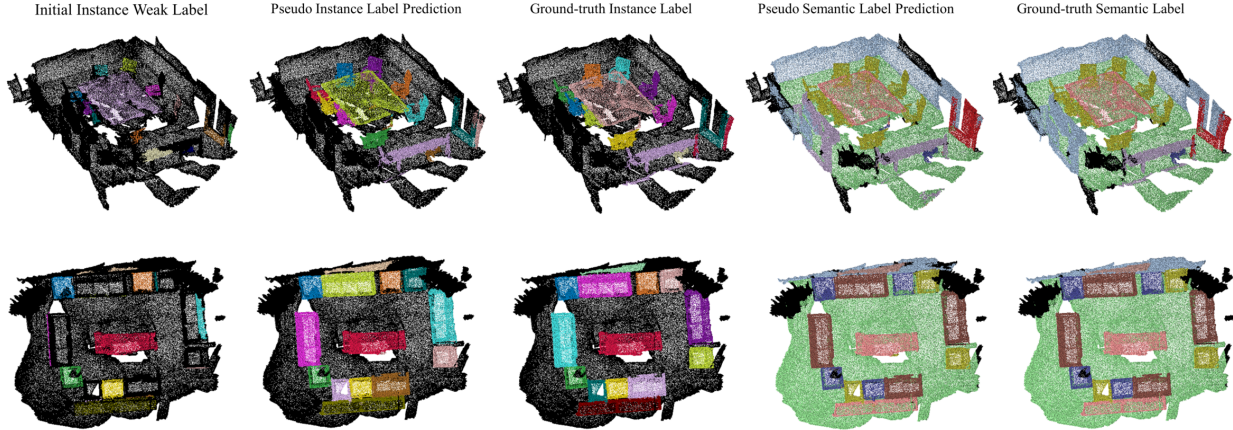 Initial Instance Weak Label
Pseudo Instance Label Prediction
Ground-truth Instance Label
Pseudo Semantic Label Prediction
Ground-truth Semantic Label